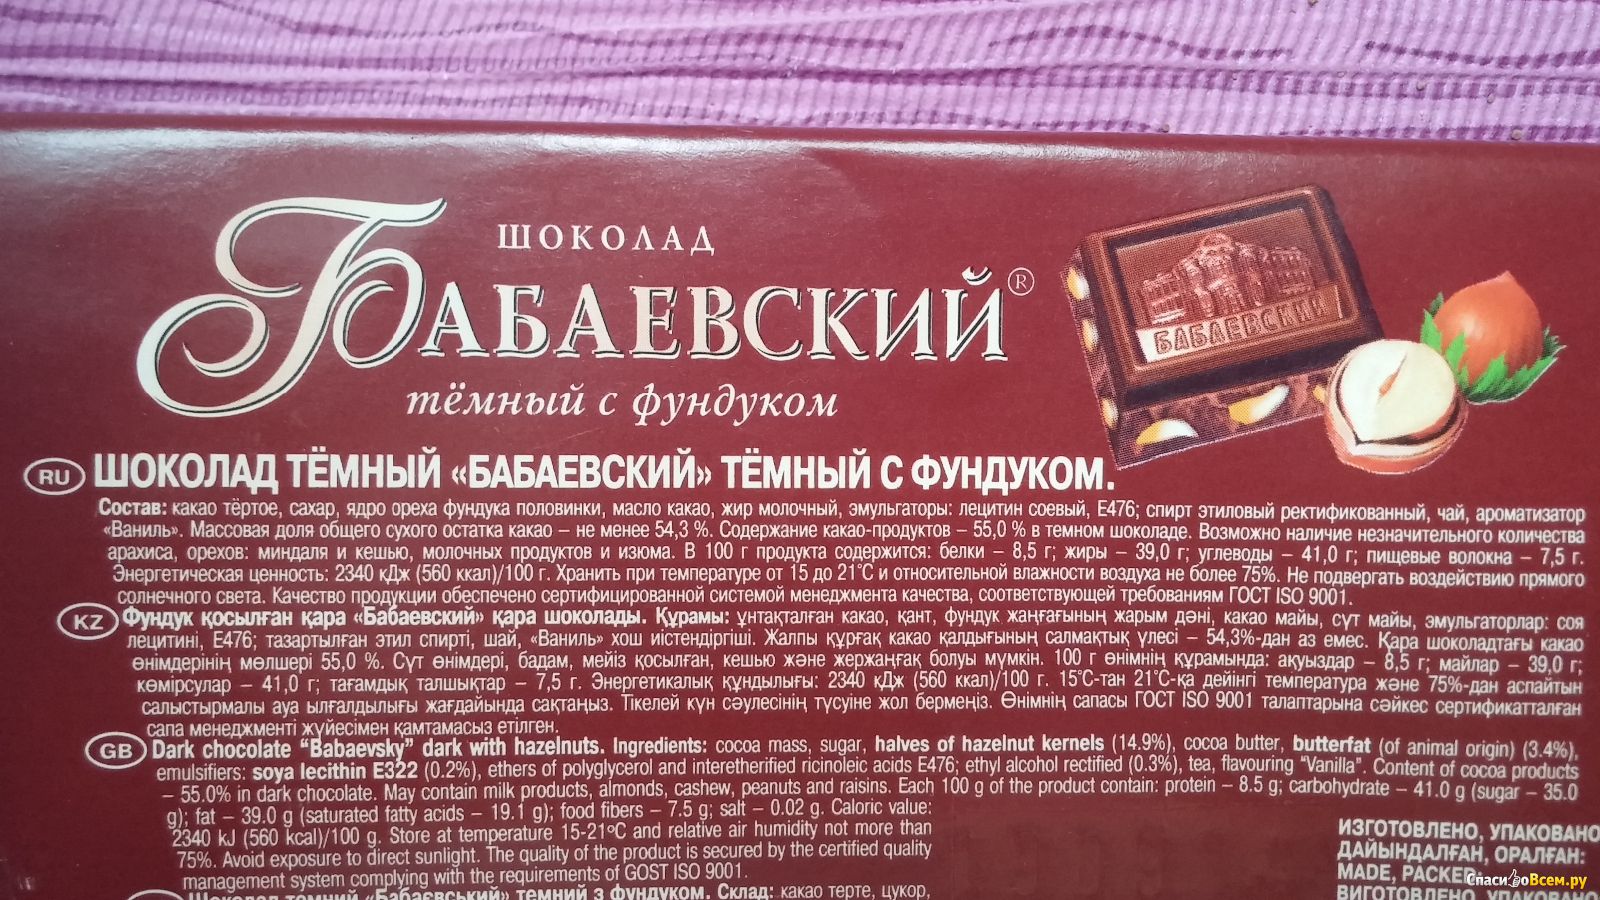 ШОКОЛАД
БАБАЕВСКИЙ®
тёмный с фундуком
БАБАЕВСКИЙ
RU ШОКОЛАД ТЁМНЫЙ «БАБАЕВСКИЙ» ТЁМНЫЙ С ФУНДУКОМ.
Состав: какао тёртое, сахар, ядро ореха фундука половинки, масло какао, жир молочный, эмульгаторы: лецитин соевый, Е476; спирт этиловый ректификованный, чай, ароматизатор
«Ваниль». Массовая доля общего сухого остатка какао – не менее 54,3 %. Содержание какао-продуктов – 55,0 % в темном шоколаде. Возможно наличие незначительного количества
арахиса, орехов: миндаля и кешью, молочных продуктов и изюма. В 100 г продукта содержится: белки – 8,5 г; жиры – 39,0 г; углеводы – 41,0 г; пищевые волокна – 7,5 г.
Энергетическая ценность: 2340 кДж (560 ккал)/100 г. Хранить при температуре от 15 до 21°С и относительной влажности воздуха не более 75%. Не подвергать воздействию прямого
солнечного света. Качество продукции обеспечено сертифицированной системой менеджмента качества, соответствующей требованиям ГОСТ ISO 9001.
KZ Фундук қосылған қара «Бабаевский» қара шоколады. Құрамы: ұнтақталған какао, қант, фундук жаңғағының жарым дәні, какао майы, сүт майы, эмульгаторлар: соя
лецитині, Е476; тазартылған этил спирті, шай, «Ваниль» хош иістендіргіші. Жалпы құрғақ какао қалдығының салмақтық үлесі – 54,3%-дан аз емес. Қара шоколадтағы какао
өнімдерінің мөлшері 55,0 %. Сүт өнімдері, бадам, мейіз қосылған, кешью және жержаңғақ болуы мүмкін. 100 г өнімнің құрамында: ақуыздар – 8,5 г; майлар – 39,0 г;
көмірсулар – 41,0 г; тағамдық талшықтар – 7,5 г. Энергетикалық құндылығы: 2340 кДж (560 ккал)/100 г. 15°С-тан 21°С-қа дейінгі температура және 75%-дан аспайтын
салыстырмалы ауа ылғалдылығы жағдайында сақтаңыз. Тікелей күн сәулесінің түсуіне жол бермеңіз. Өнімнің сапасы ГОСТ ISO 9001 талаптарына сәйкес сертификатталған
сапа менеджменті жүйесімен қамтамасыз етілген.
GB Dark chocolate "Babaevsky" dark with hazelnuts. Ingredients: cocoa mass, sugar, halves of hazelnut kernels (14.9%), cocoa butter, butterfat (of animal origin) (3.4%),
emulsifiers: soya lecithin E322 (0.2%), ethers of polyglycerol and interetherified ricinoleic acids E476; ethyl alcohol rectified (0.3%), tea, flavouring "Vanilla". Content of cocoa products
– 55.0% in dark chocolate. May contain milk products, almonds, cashew, peanuts and raisins. Each 100 g of the product contain: protein – 8.5 g; carbohydrate – 41.0 g (sugar – 35.0
g); fat – 39.0 g (saturated fatty acids – 19.1 g); food fibers – 7.5 g; salt – 0.02 g. Caloric value:
2340 kJ (560 kcal)/100 g. Store at temperature 15-21ºC and relative air humidity not more than
75%. Avoid exposure to direct sunlight. The quality of the product is secured by the certified quality
management system complying with the requirements of GOST ISO 9001.
Шоколад темний «Бабаєвський» темний з фундуком. Склад: какао терте, цукор,
ИЗГОТОВЛЕНО, УПАКОВАНО
ДАЙЫНДАЛҒАН, ОРАЛҒАН:
MADE, PACKED
ВИГОТОВЛЕНО, УПАКОВАНО
СпасибоВсем.ру